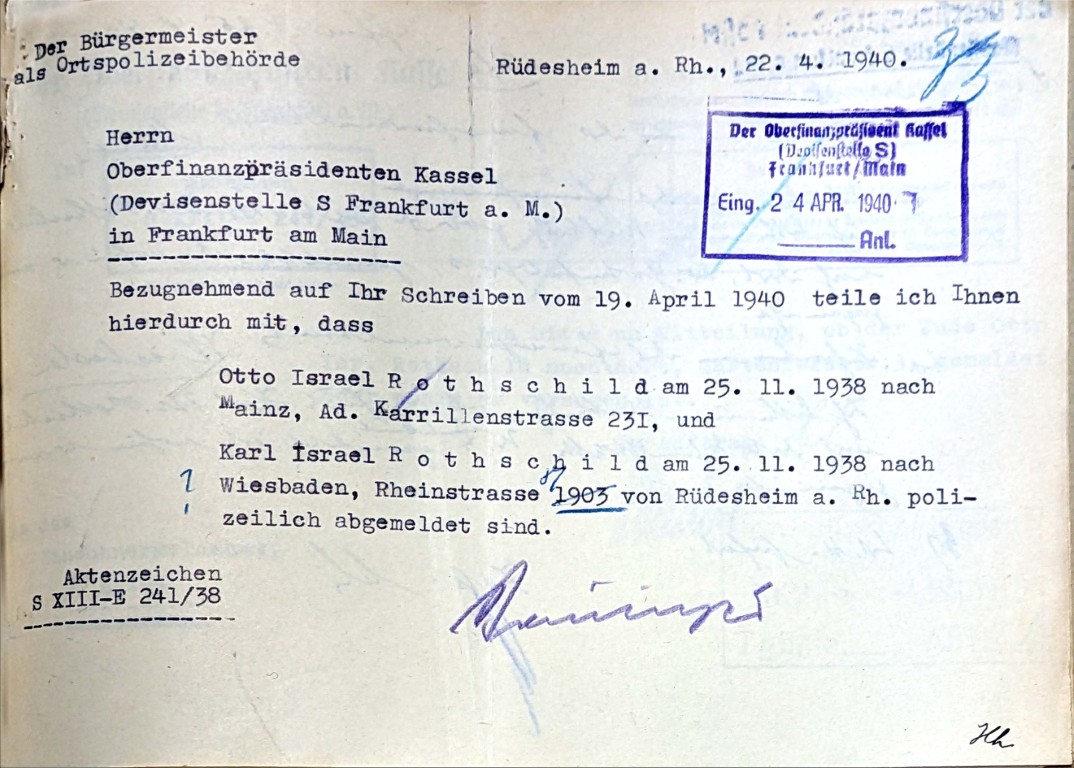 Der Bürgermeister
als Ortspolizeibehörde
Rüdesheim a. Rh., 22. 4. 1940.
Herrn
Oberfinanzpräsidenten Kassel
(Devisenstelle S Frankfurt a. M.)
in Frankfurt am Main
Der Oberfinanzpräsident Kassel
(Devisenstelle S)
Frankfurt/Main
Eing. 24 APR. 1940
Anl.
Bezugnehmend auf Ihr Schreiben vom 19. April 1940 teile ich Ihnen
hierdurch mit, dass
Otto Israel R o t h s c h i l d am 25. 11. 1938 nach
Mainz, Ad. Karrillenstrasse 23I, und
Karl Israel R o t h s c h i l d am 25. 11. 1938 nach
? Wiesbaden, Rheinstrasse 1903 von Rüdesheim a. Rh. poli-
zeilich abgemeldet sind.
Aktenzeichen
S XIII-E 241/38